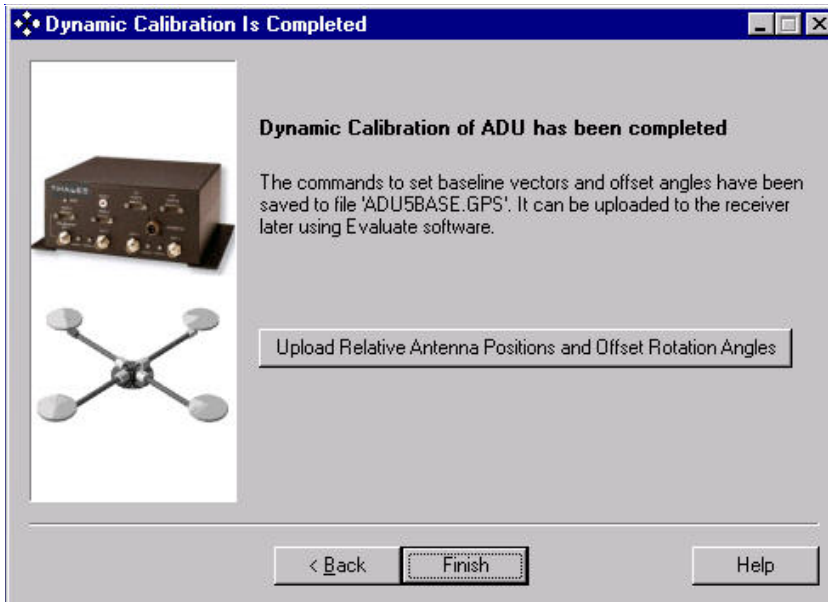 Dynamic Calibration Is Completed
THALES
Dynamic Calibration of ADU has been completed
The commands to set baseline vectors and offset angles have been
saved to file 'ADU5BASE.GPS'. It can be uploaded to the receiver
later using Evaluate software.
Upload Relative Antenna Positions and Offset Rotation Angles
< Back
Finish
Help